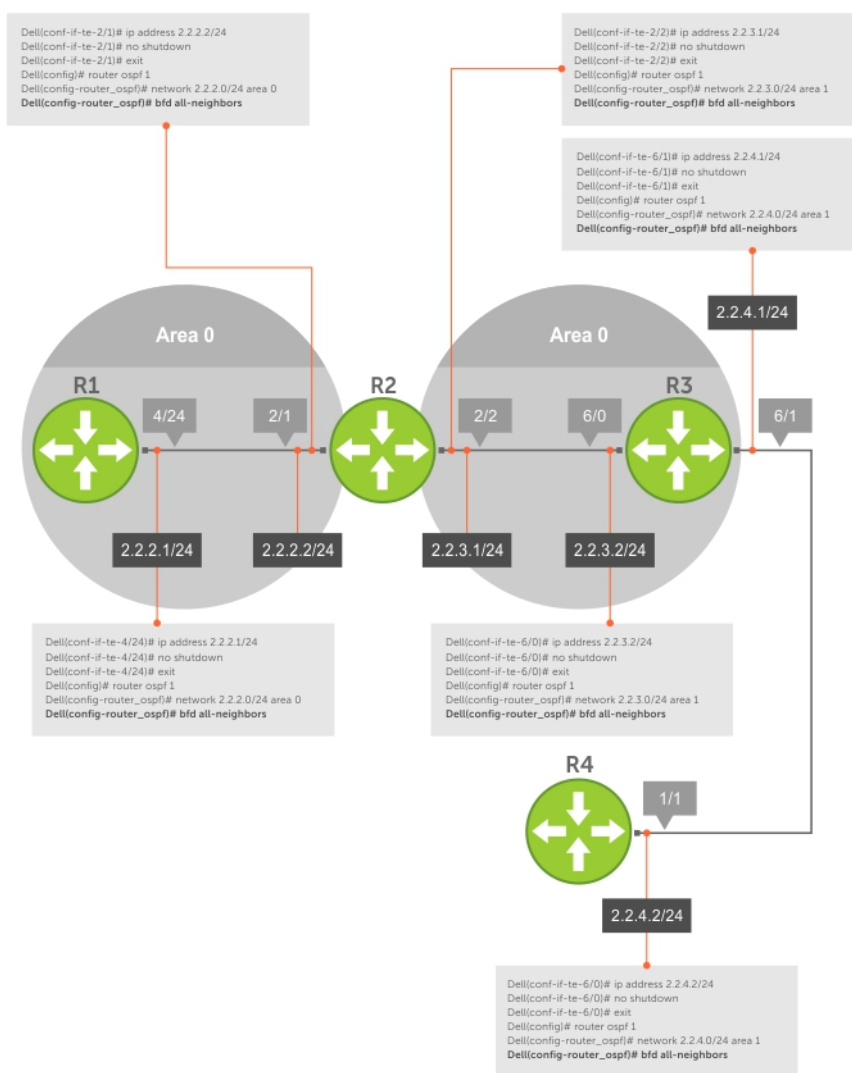 Dell(conf-if-te-2/1)# ip address 2.2.2.2/24
Dell(conf-if-te-2/1)# no shutdown
Dell(conf-if-te-2/1)# exit
Dell(config)# router ospf 1
Dell(config-router_ospf)# network 2.2.2.0/24 area 0
Dell(config-router_ospf)# bfd all-neighbors
Dell(conf-if-te-2/2)# ip address 2.2.3.1/24
Dell(conf-if-te-2/2)# no shutdown
Dell(conf-if-te-2/2)# exit
Dell(config)# router ospf 1
Dell(config-router_ospf)# network 2.2.3.0/24 area 1
Dell(config-router_ospf)# bfd all-neighbors
Dell(conf-if-te-6/1)# ip address 2.2.4.1/24
Dell(conf-if-te-6/1)# no shutdown
Dell(conf-if-te-6/1)# exit
Dell(config)# router ospf 1
Dell(config-router_ospf)# network 2.2.4.0/24 area 1
Dell(config-router_ospf)# bfd all-neighbors
2.2.4.1/24
Area 0
Area 0
R1
R2
R3
4/24
2/1
2/2
6/0
6/1
2.2.2.1/24
2.2.2.2/24
2.2.3.1/24
2.2.3.2/24
Dell(conf-if-te-4/24)# ip address 2.2.2.1/24
Dell(conf-if-te-4/24)# no shutdown
Dell(conf-if-te-4/24)# exit
Dell(config)# router ospf 1
Dell(config-router_ospf)# network 2.2.2.0/24 area 0
Dell(config-router_ospf)# bfd all-neighbors
Dell(conf-if-te-6/0)# ip address 2.2.3.2/24
Dell(conf-if-te-6/0)# no shutdown
Dell(conf-if-te-6/0)# exit
Dell(config)# router ospf 1
Dell(config-router_ospf)# network 2.2.3.0/24 area 1
Dell(config-router_ospf)# bfd all-neighbors
R4
1/1
2.2.4.2/24
Dell(conf-if-te-6/0)# ip address 2.2.4.2/24
Dell(conf-if-te-6/0)# no shutdown
Dell(conf-if-te-6/0)# exit
Dell(config)# router ospf 1
Dell(config-router_ospf)# network 2.2.4.0/24 area 1
Dell(config-router_ospf)# bfd all-neighbors